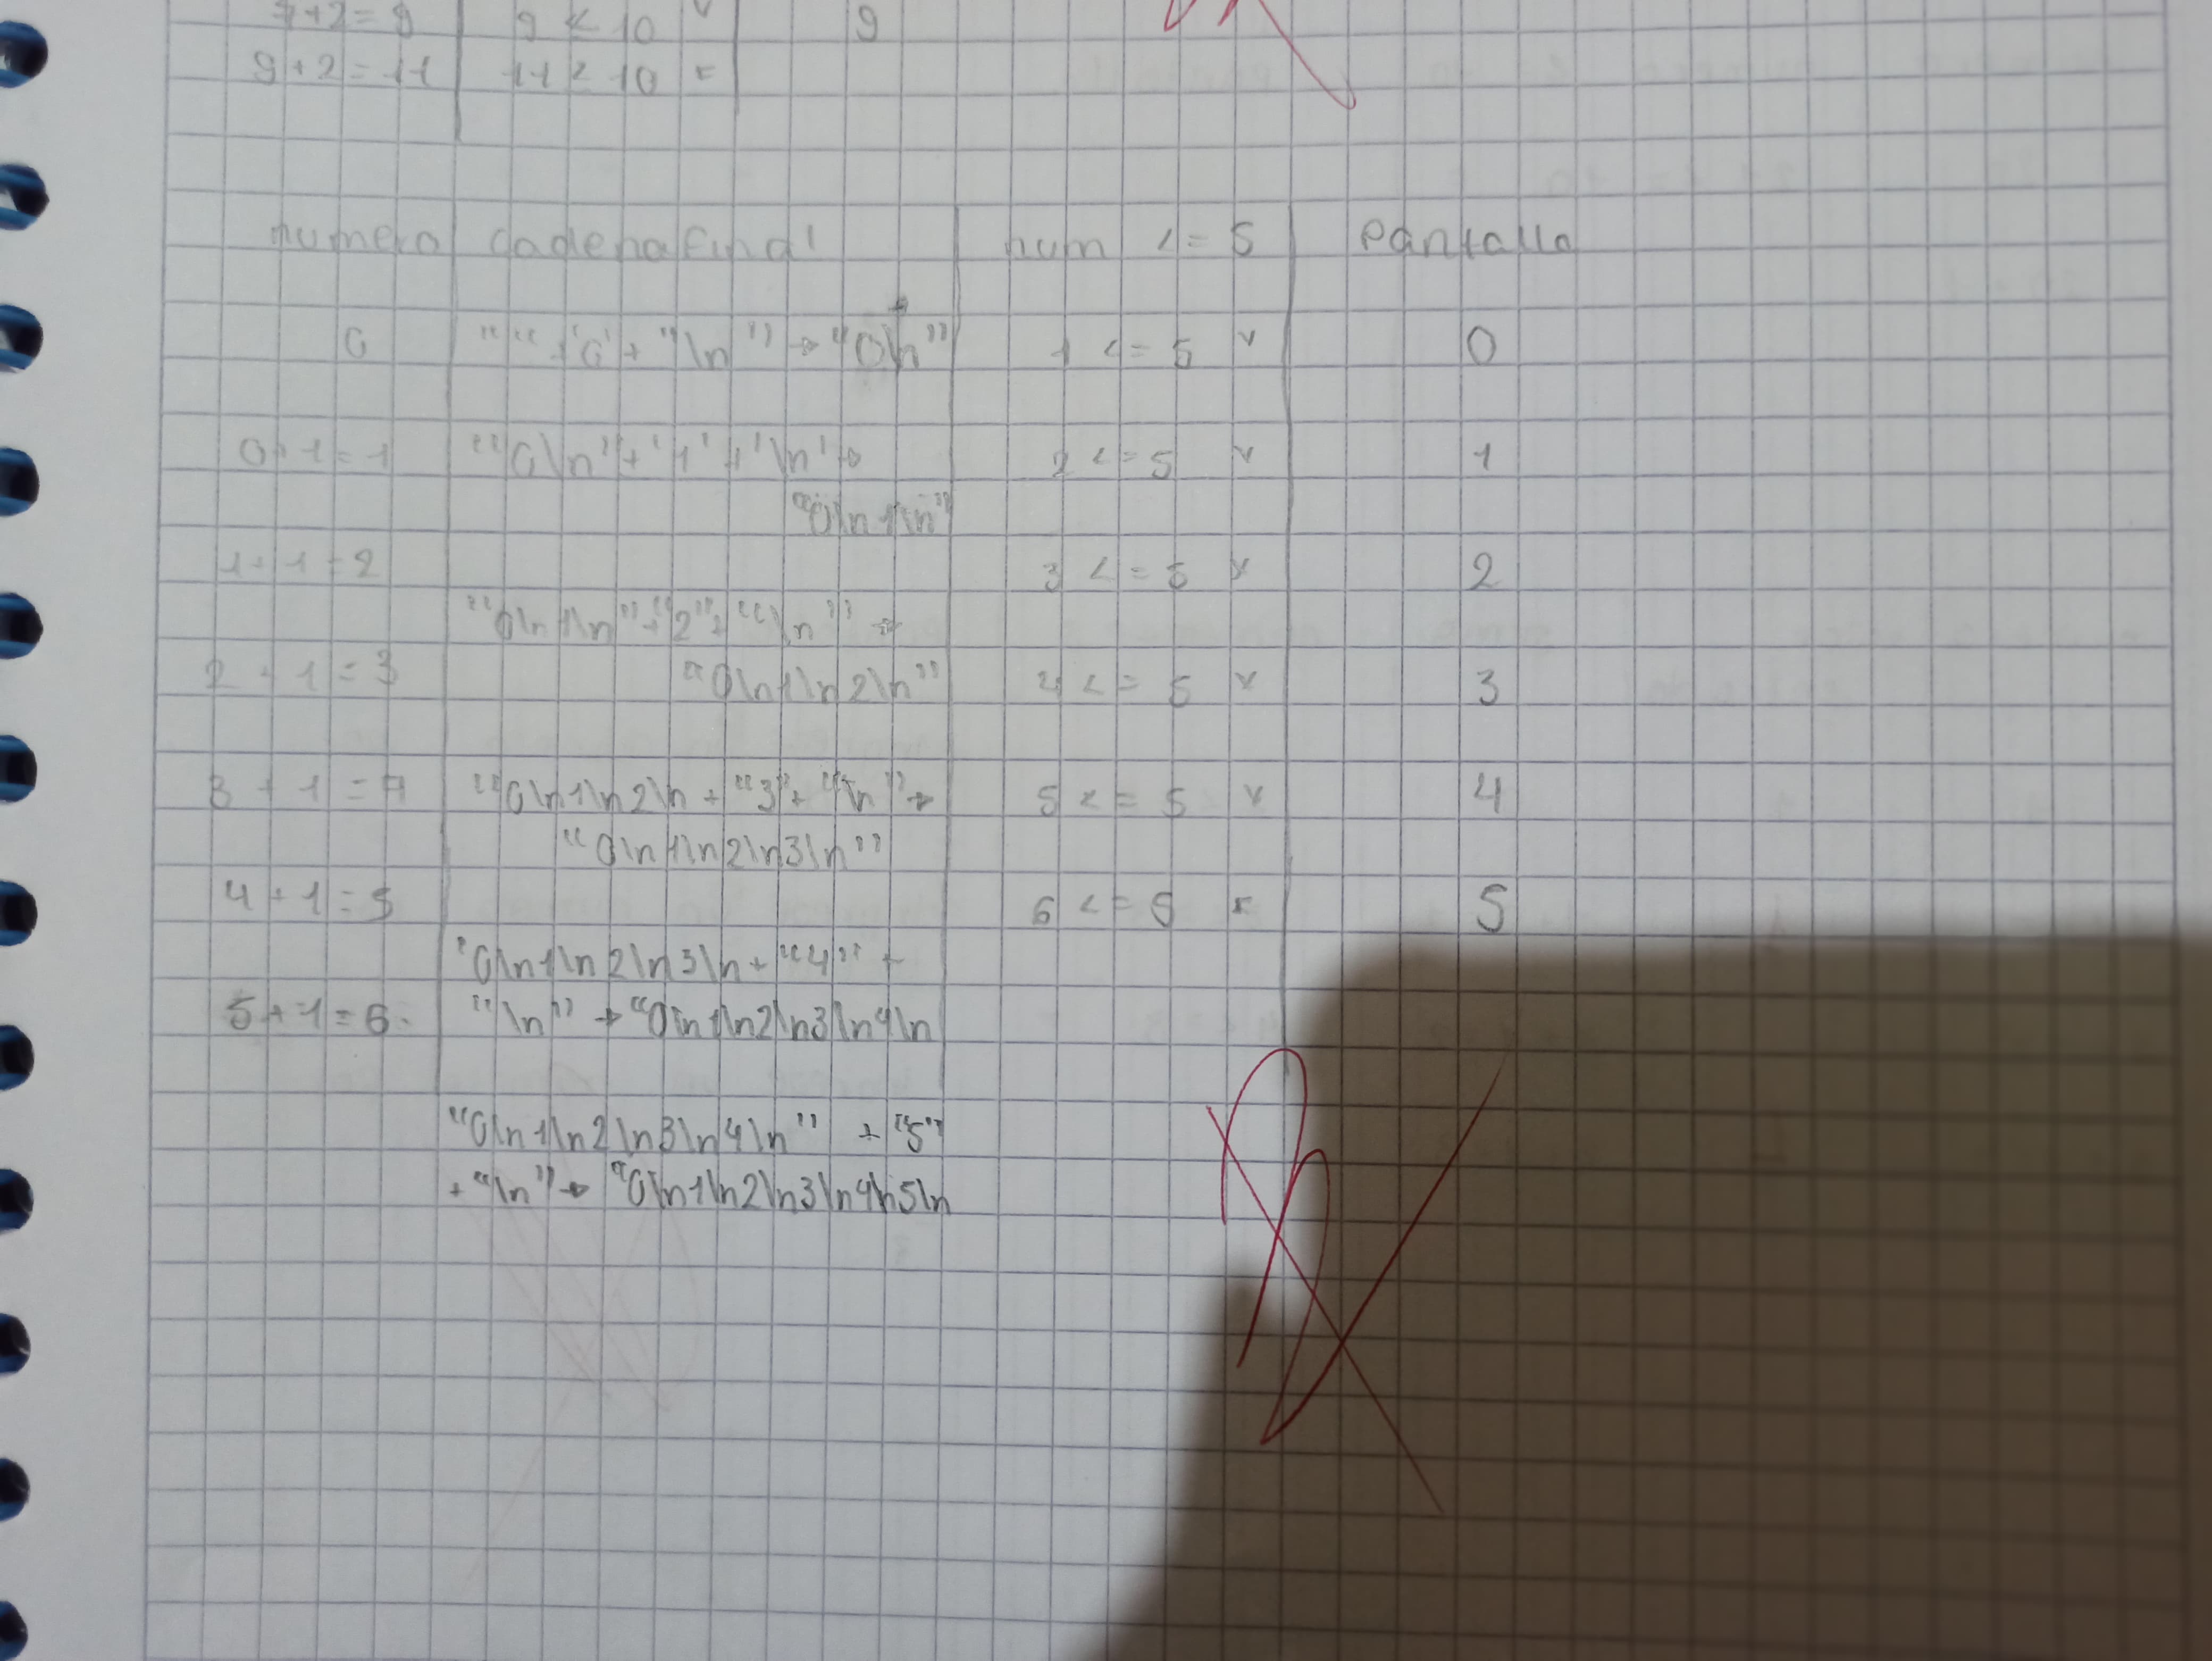 7+2=9 9 < 10 v 9
9+2=11 11 < 10 F
numero cadenafinal num <= 5 Pantalla
0 "" + '0' + "\n" → "0\n" 1 <= 5 v 0
0+1=1 "0\n" + '1' + '\n' → 2 <= 5 v 1
"0\n1\n"
1+1=2 3 <= 5 v 2
"0\n1\n" + "2" + "\n" →
2+1=3 "0\n1\n2\n" 4 <= 5 v 3
3+1=4 "0\n1\n2\n + "3" + "\n" → 5 <= 5 v 4
"0\n1\n2\n3\n"
4+1=5 6 <= 5 F 5
"0\n1\n2\n3\n + "4" +
5+1=6. "\n" → "0\n1\n2\n3\n4\n
"0\n1\n2\n3\n4\n" + "5"
+ "\n" → "0\n1\n2\n3\n4\n5\n